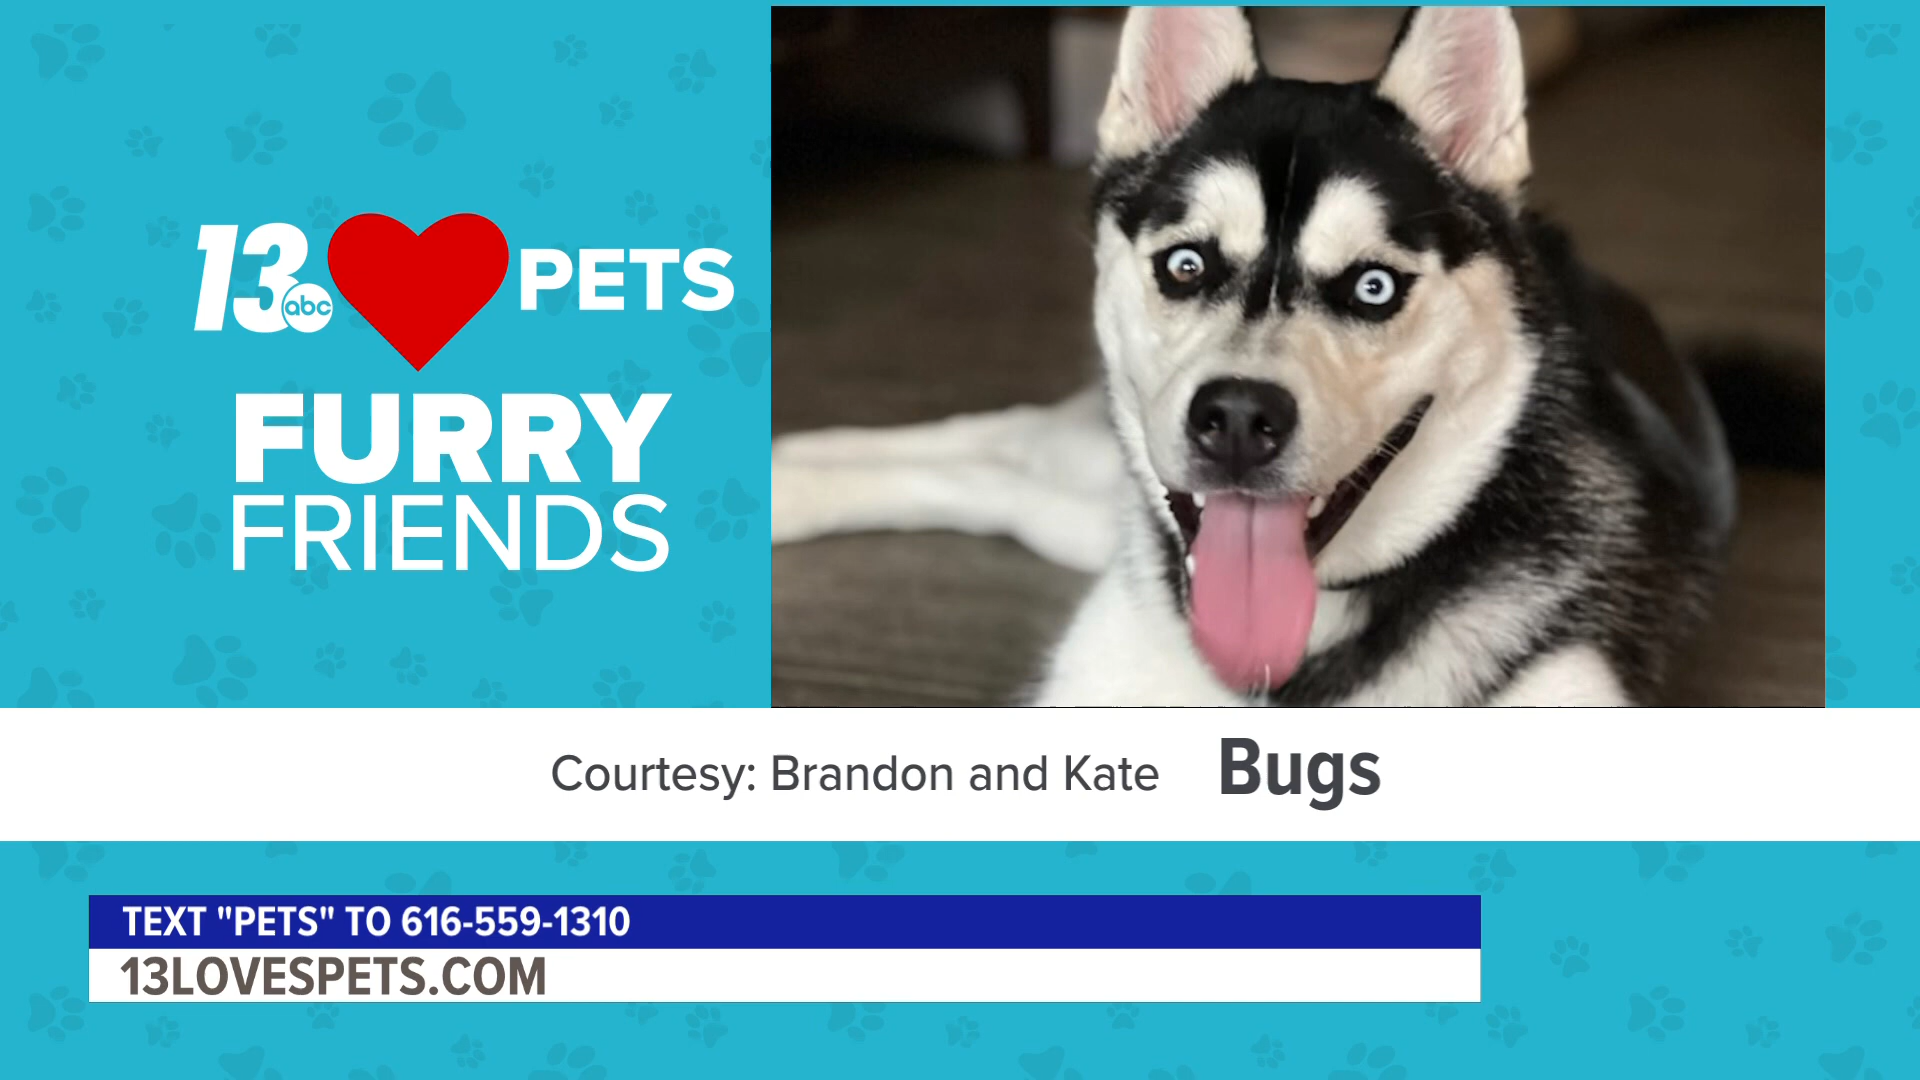 13 abc PETS
FURRY
FRIENDS
Courtesy: Brandon and Kate Bugs
TEXT "PETS" TO 616-559-1310
13LOVESPETS.COM